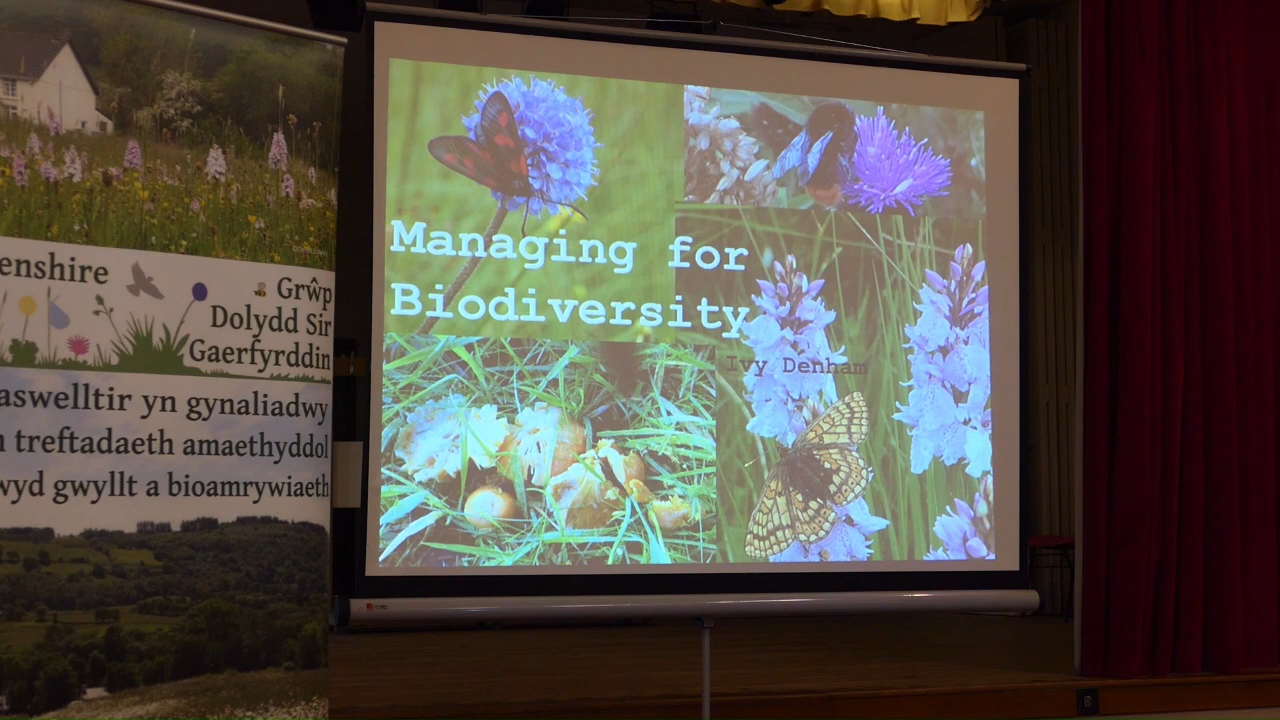 enshire
Grŵp
Dolydd Sir
Gaerfyrddin
aswelltir yn gynaliadwy
treftadaeth amaethyddol
wyd gwyllt a bioamrywiaeth
Managing for
Biodiversity
Ivy Denham